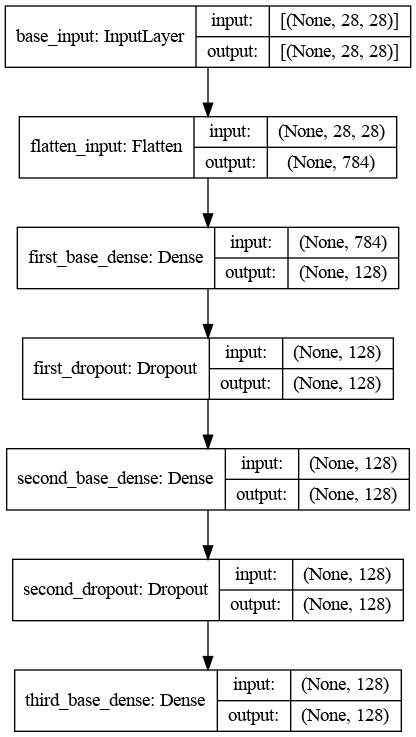 base_input: InputLayer
input:
[(None, 28, 28)]
output:
[(None, 28, 28)]
flatten_input: Flatten
input:
(None, 28, 28)
output:
(None, 784)
first_base_dense: Dense
input:
(None, 784)
output:
(None, 128)
first_dropout: Dropout
input:
(None, 128)
output:
(None, 128)
second_base_dense: Dense
input:
(None, 128)
output:
(None, 128)
second_dropout: Dropout
input:
(None, 128)
output:
(None, 128)
third_base_dense: Dense
input:
(None, 128)
output:
(None, 128)